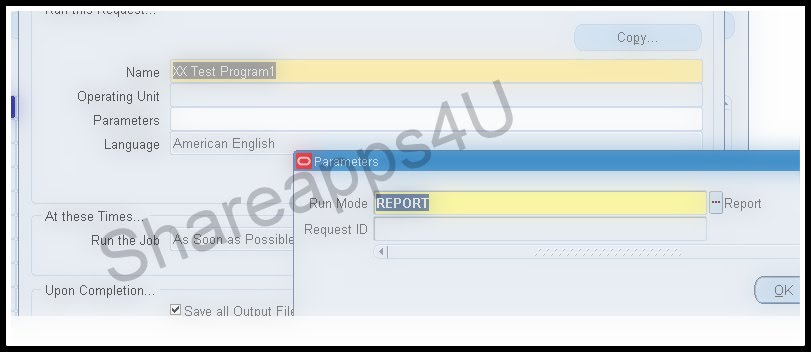 Run this Request...
Copy...
Name XX Test Program1
Operating Unit
Parameters
Language American English
Parameters
Run Mode REPORT ... Report
Request ID
At these Times...
Run the Job As Soon as Possible
OK
Upon Completion...
Save all Output File
Shareapps4U